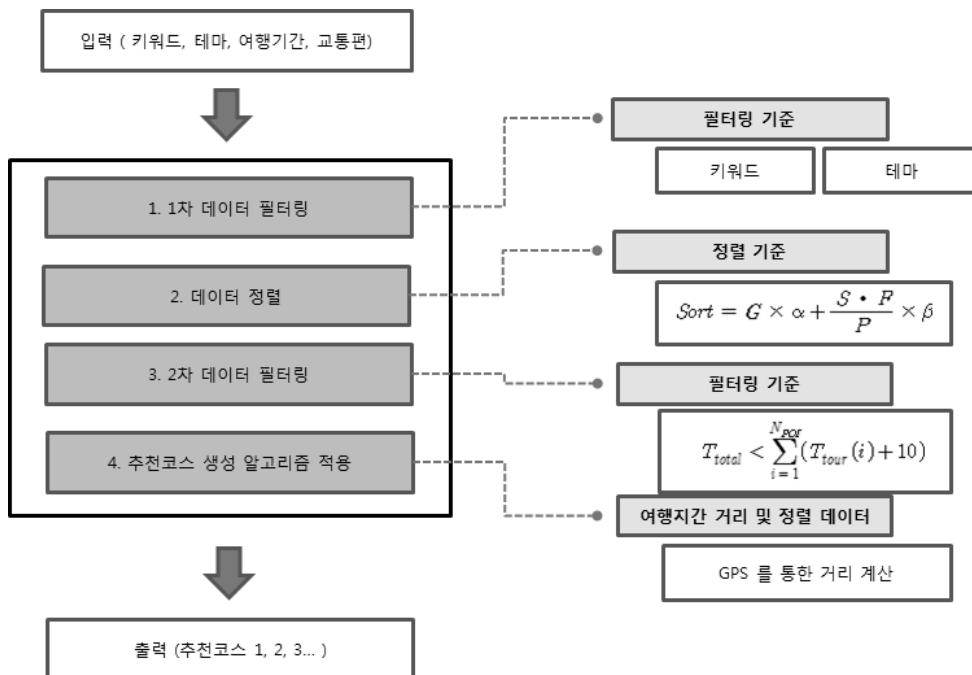 입력 ( 키워드, 테마, 여행기간, 교통편)
1. 1차 데이터 필터링
2. 데이터 정렬
3. 2차 데이터 필터링
4. 추천코스 생성 알고리즘 적용
출력 (추천코스 1, 2, 3... )
필터링 기준
키워드
테마
정렬 기준
Sort = G × α + S • F / P × β
필터링 기준
T_total < ∑_{i=1}^{N_POI} (T_tour(i) + 10)
여행지간 거리 및 정렬 데이터
GPS 를 통한 거리 계산